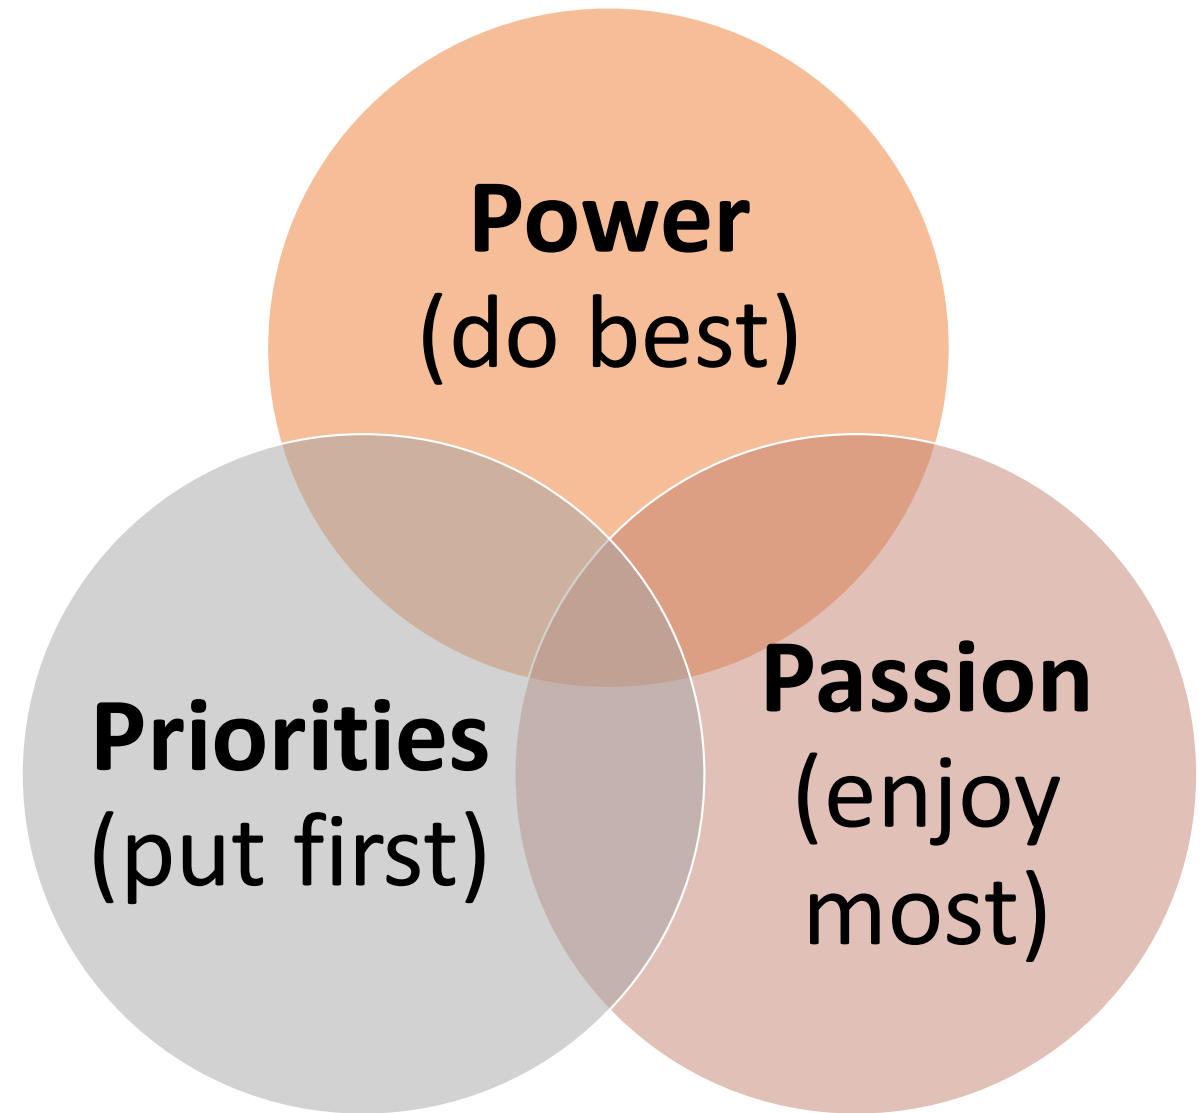 Power
(do best)
Priorities
(put first)
Passion
(enjoy
most)